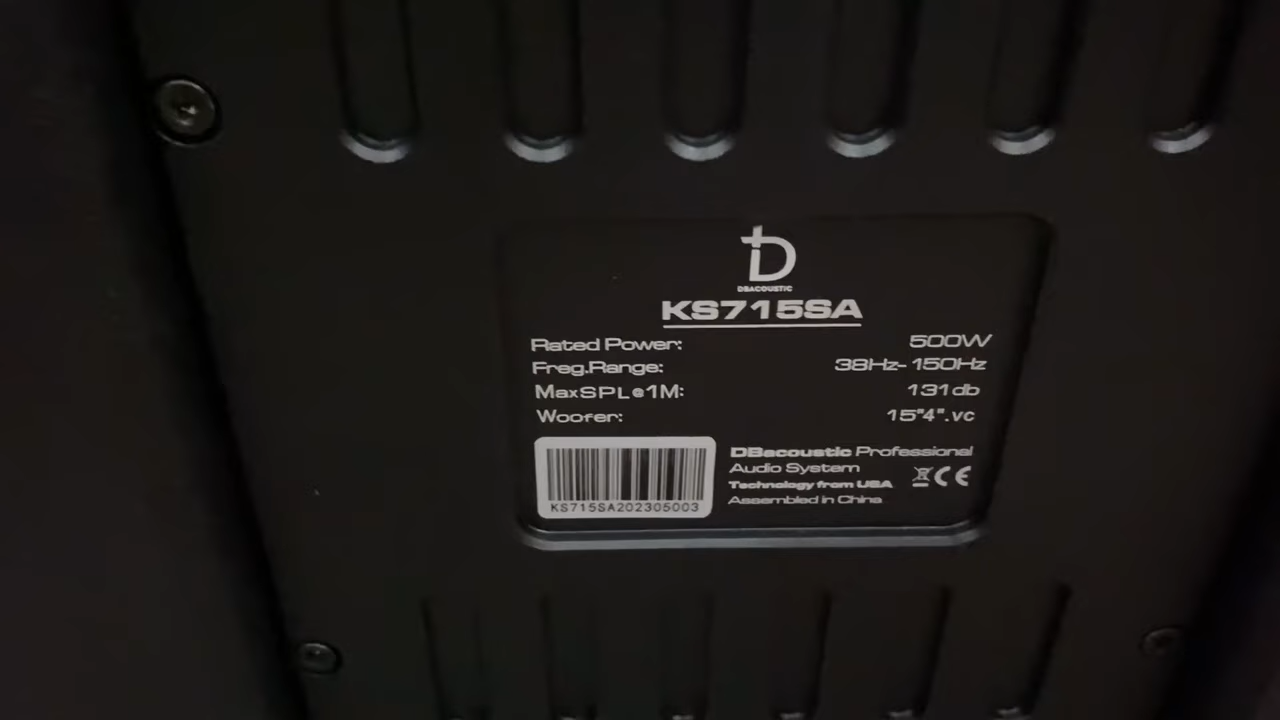 DBACOUSTIC
KS715SA
Rated Power: 500W
Freq.Range: 38Hz-150Hz
MaxSPL@1M: 131db
Woofer: 15"4".vc
KS715SA202305003
DBacoustic Professional
Audio System
Technology from USA
Assembled in China